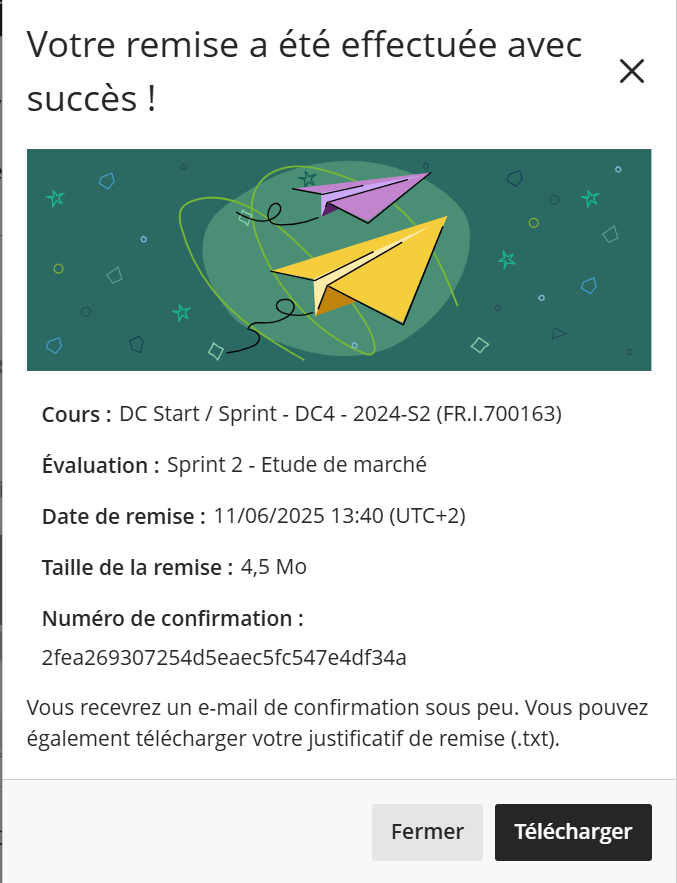 Votre remise a été effectuée avec
succès !
Cours : DC Start / Sprint - DC4 - 2024-S2 (FR.I.700163)
Évaluation : Sprint 2 - Etude de marché
Date de remise : 11/06/2025 13:40 (UTC+2)
Taille de la remise : 4,5 Mo
Numéro de confirmation :
2fea269307254d5eaec5fc547e4df34a
Vous recevrez un e-mail de confirmation sous peu. Vous pouvez
également télécharger votre justificatif de remise (.txt).
Fermer
Télécharger